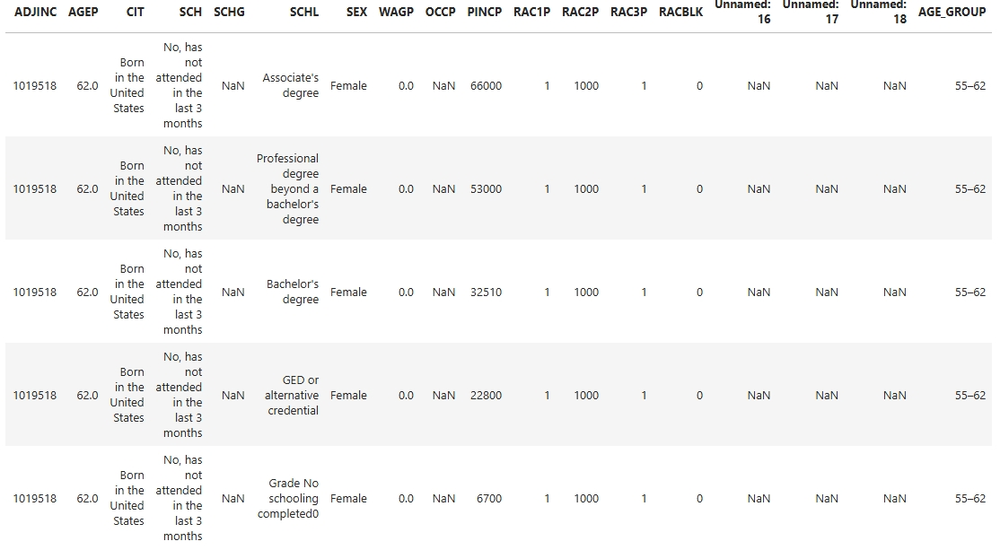 ADJINC AGEP CIT SCH SCHG SCHL SEX WAGP OCCP PINCP RAC1P RAC2P RAC3P RACBLK Unnamed: 16 Unnamed: 17 Unnamed: 18 AGE_GROUP
1019518 62.0 Born in the United States No, has not attended in the last 3 months NaN Associate's degree Female 0.0 NaN 66000 1 1000 1 0 NaN NaN NaN 55–62
1019518 62.0 Born in the United States No, has not attended in the last 3 months NaN Professional degree beyond a bachelor's degree Female 0.0 NaN 53000 1 1000 1 0 NaN NaN NaN 55–62
1019518 62.0 Born in the United States No, has not attended in the last 3 months NaN Bachelor's degree Female 0.0 NaN 32510 1 1000 1 0 NaN NaN NaN 55–62
1019518 62.0 Born in the United States No, has not attended in the last 3 months NaN GED or alternative credential Female 0.0 NaN 22800 1 1000 1 0 NaN NaN NaN 55–62
1019518 62.0 Born in the United States No, has not attended in the last 3 months NaN Grade No schooling completed0 Female 0.0 NaN 6700 1 1000 1 0 NaN NaN NaN 55–62